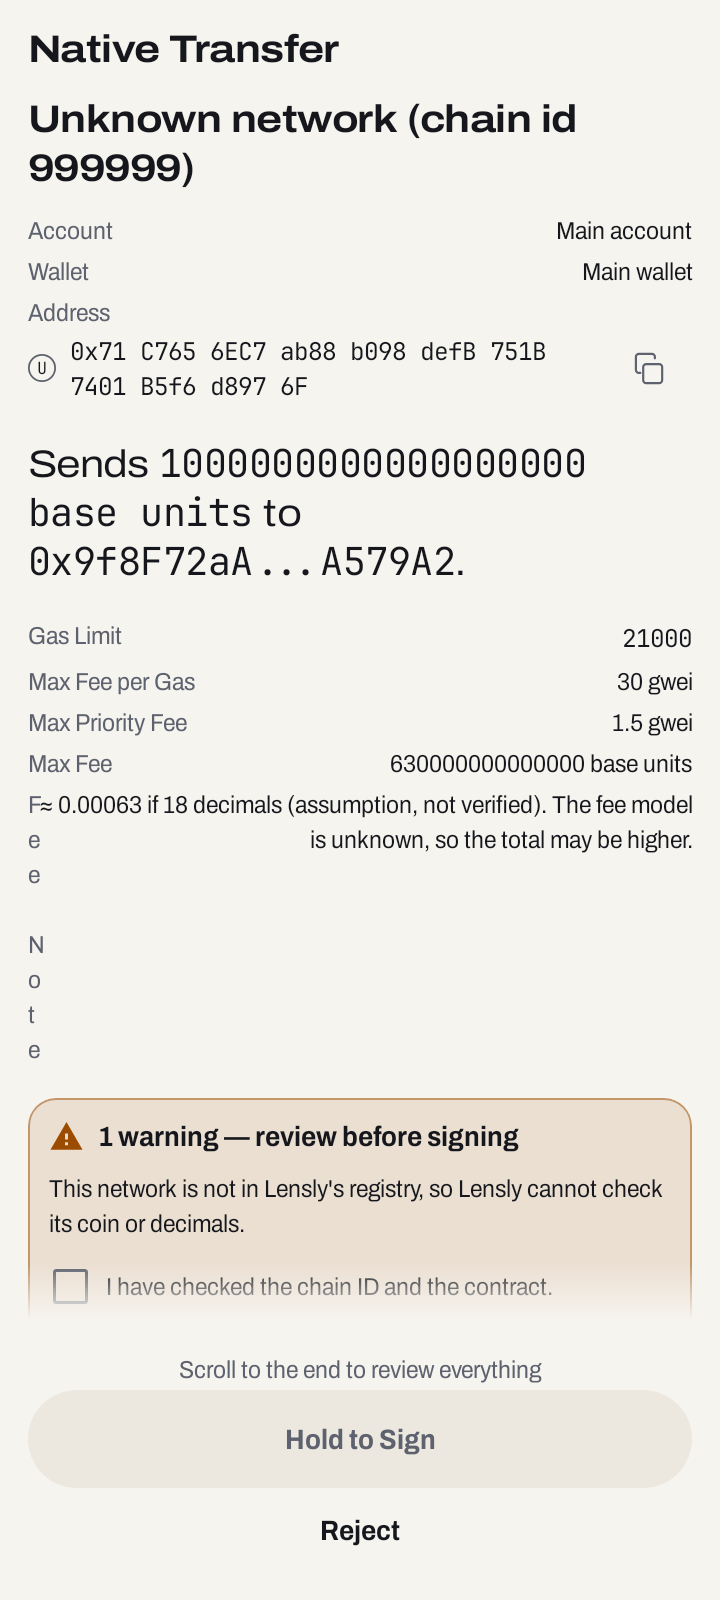 Native Transfer
Unknown network (chain id
999999)
Account Main account
Wallet Main wallet
Address
U 0x71 C765 6EC7 ab88 b098 defB 751B
7401 B5f6 d897 6F
Sends 1000000000000000000
base units to
0x9f8F72aA...A579A2.
Gas Limit 21000
Max Fee per Gas 30 gwei
Max Priority Fee 1.5 gwei
Max Fee 630000000000000 base units
Fee Note ≈ 0.00063 if 18 decimals (assumption, not verified). The fee model
is unknown, so the total may be higher.
1 warning — review before signing
This network is not in Lensly's registry, so Lensly cannot check
its coin or decimals.
I have checked the chain ID and the contract.
Scroll to the end to review everything
Hold to Sign
Reject